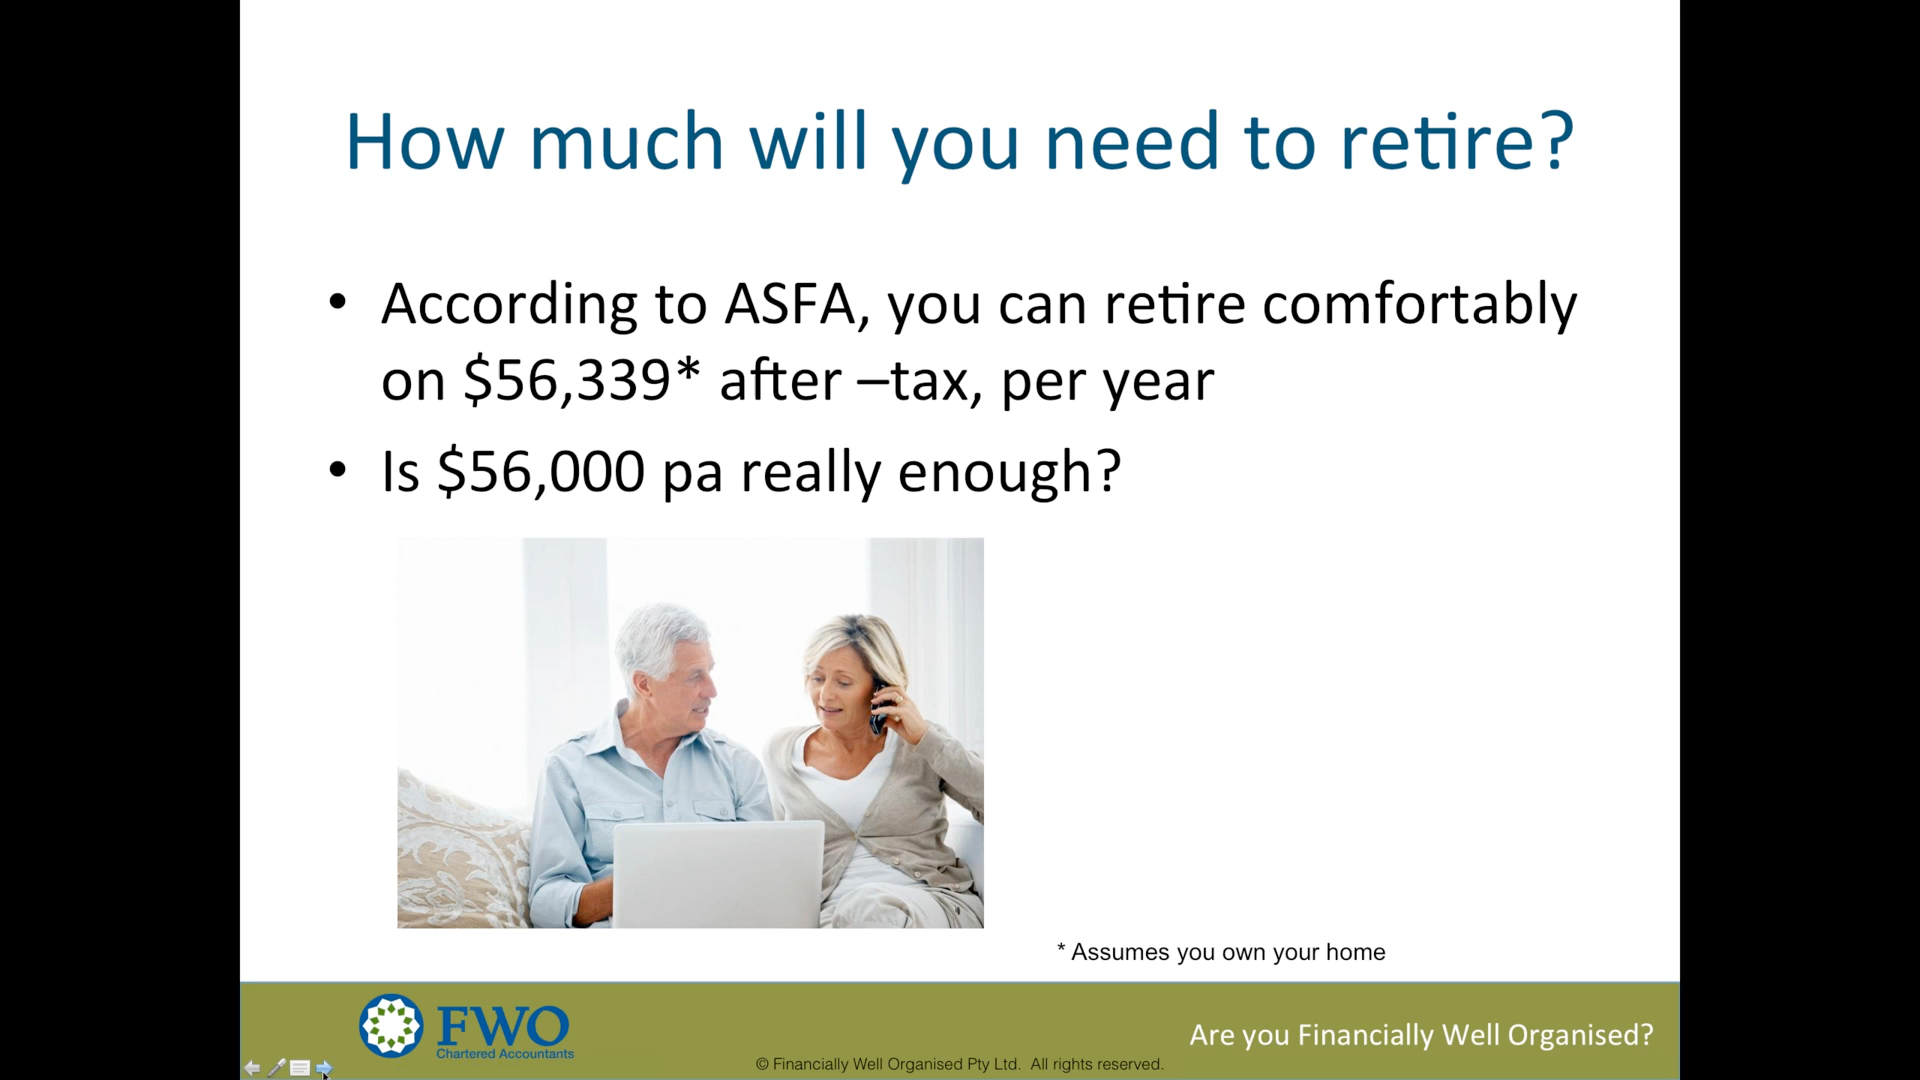 How much will you need to retire?
• According to ASFA, you can retire comfortably
on $56,339* after –tax, per year
• Is $56,000 pa really enough?
* Assumes you own your home
FWO
Chartered Accountants
Are you Financially Well Organised?
© Financially Well Organised Pty Ltd. All rights reserved.